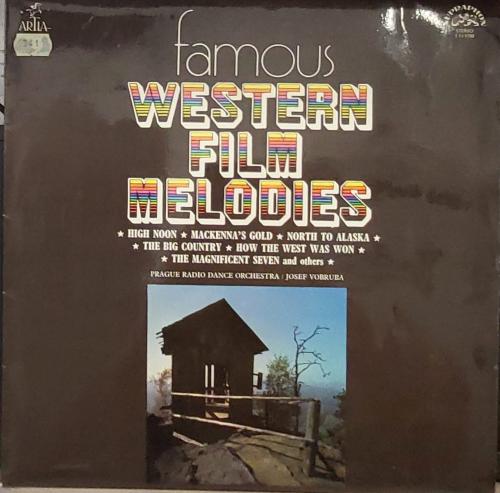 ARTIA
SUPRAPHON
STEREO
famous
WESTERN
FILM
MELODIES
★ HIGH NOON ★ MACKENNA'S GOLD ★ NORTH TO ALASKA ★
★ THE BIG COUNTRY ★ HOW THE WEST WAS WON ★
★ THE MAGNIFICENT SEVEN and others ★
PRAGUE RADIO DANCE ORCHESTRA / JOSEF VOBRUBA